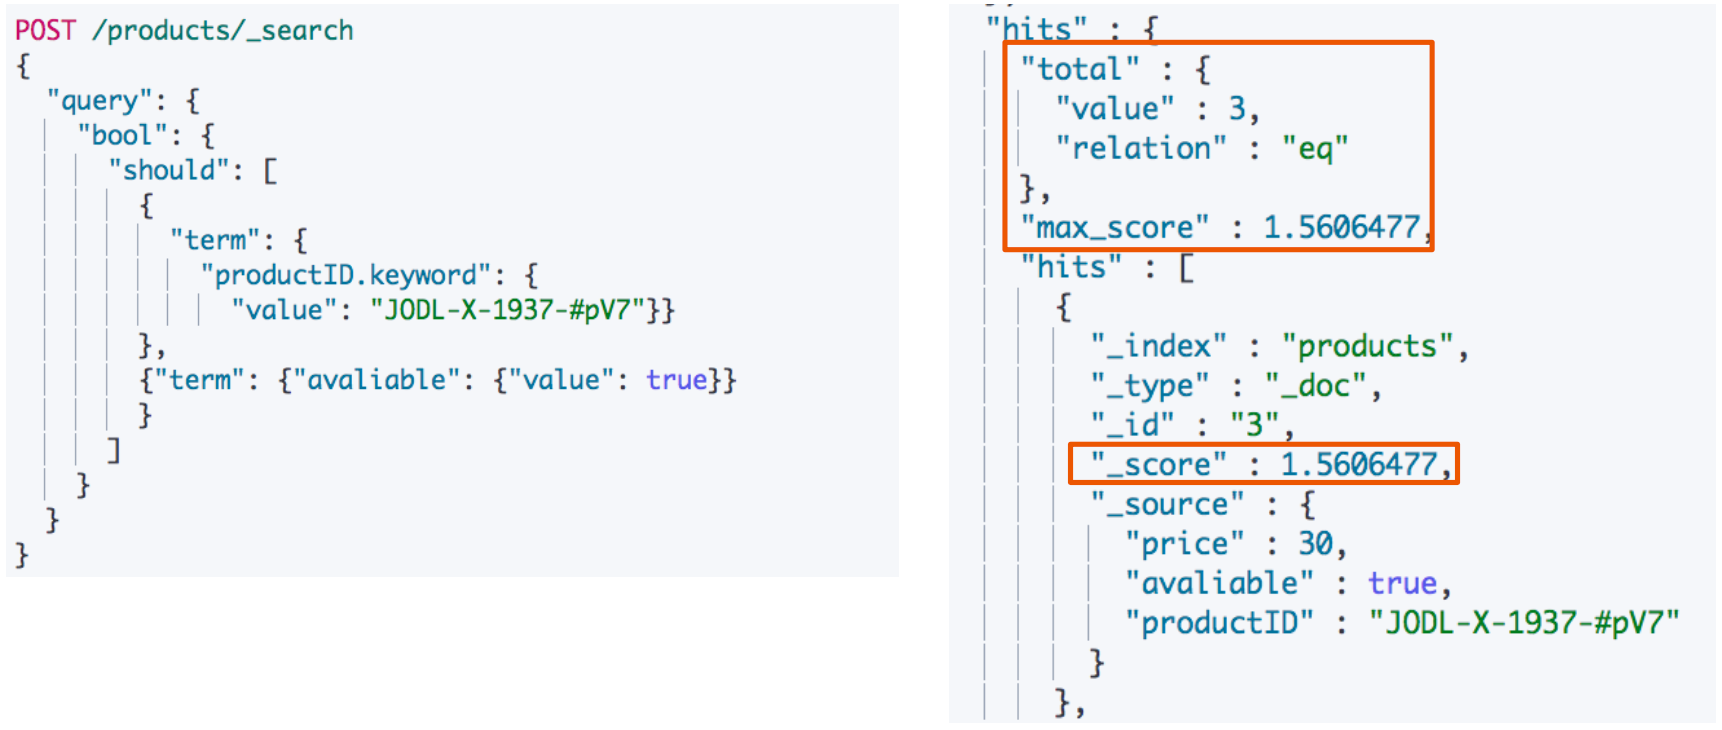 POST /products/_search
{
  "query": {
    "bool": {
      "should": [
        {
          "term": {
            "productID.keyword": {
              "value": "JODL-X-1937-#pV7"}}
        },
        {"term": {"avaliable": {"value": true}}
        }
      ]
    }
  }
}
"hits" : {
  "total" : {
    "value" : 3,
    "relation" : "eq"
  },
  "max_score" : 1.5606477,
  "hits" : [
    {
      "_index" : "products",
      "_type" : "_doc",
      "_id" : "3",
      "_score" : 1.5606477,
      "_source" : {
        "price" : 30,
        "avaliable" : true,
        "productID" : "JODL-X-1937-#pV7"
      }
    },